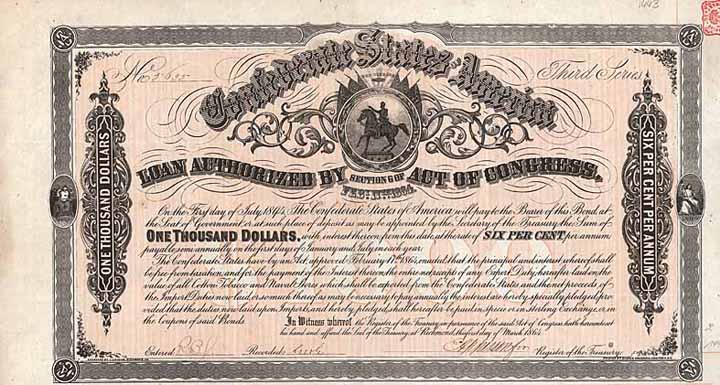 No 5635
Third Series
Confederate States America
LOAN AUTHORIZED BY SECTION 6 OF ACT OF CONGRESS.
FEB. 17TH 1864.
ONE THOUSAND DOLLARS
SIX PER CENT PER ANNUM
On the First day of July, 1894, The Confederate States of America will pay to the Bearer of this Bond, at
the Seat of Government or at such place of deposit as may be appointed by the Secretary of the Treasury, the Sum of
ONE THOUSAND DOLLARS, with interest thereon from this date, at the rate of SIX PER CENT per annum
payable semi-annually on the first days of January and July in each year.
The Confederate States have by an Act approved February 17th 1864, enacted that the principal and interest whereof shall
be free from taxation, and for the payment of the Interest thereon, the entire net receipts of any Export Duty hereafter laid on the
value of all Cotton Tobacco and Naval Stores which shall be exported from the Confederate States and the net proceeds of
the Import Duties now laid, or so much thereof as may be necessary to pay annually the interest are hereby specially pledged: provided
that the duties now laid upon Imports and hereby pledged, shall hereafter be paid in specie or in Sterling Exchange, or in
the Coupons of said Bonds.
In Witness whereof the Register of the Treasury, in pursuance of the said Act of Congress hath hereunto set
his hand and affixed the Seal of the Treasury, at Richmond, this first day of March 1864
Entered
Recorded
Register of the Treasury